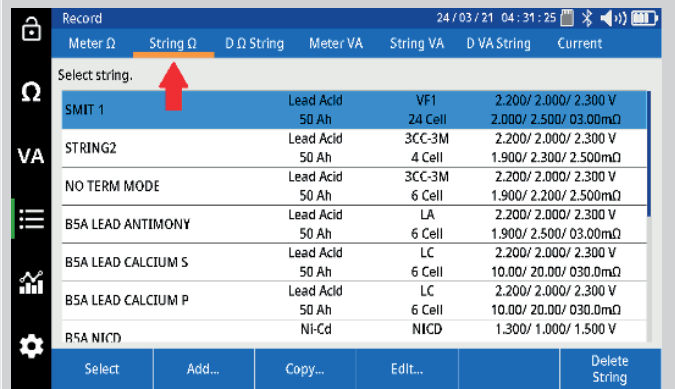 Record 24/03/21 04:31:25
Meter Ω String Ω D Ω String Meter VA String VA D VA String Current
Select string.
Ω
VA
SMIT 1 Lead Acid VF1 2.200/ 2.000/ 2.300 V
50 Ah 24 Cell 2.000/ 2.500/ 03.00mΩ
STRING2 Lead Acid 3CC-3M 2.200/ 2.000/ 2.300 V
50 Ah 4 Cell 1.900/ 2.300/ 2.500mΩ
NO TERM MODE Lead Acid 3CC-3M 2.200/ 2.000/ 2.300 V
50 Ah 6 Cell 1.900/ 2.200/ 2.500mΩ
B5A LEAD ANTIMONY Lead Acid LA 2.200/ 2.000/ 2.300 V
50 Ah 6 Cell 1.900/ 2.500/ 03.00mΩ
B5A LEAD CALCIUM S Lead Acid LC 2.200/ 2.000/ 2.300 V
50 Ah 6 Cell 10.00/ 20.00/ 030.0mΩ
B5A LEAD CALCIUM P Lead Acid LC 2.200/ 2.000/ 2.300 V
50 Ah 6 Cell 10.00/ 20.00/ 030.0mΩ
B5A NICD Ni-Cd NICD 1.300/ 1.000/ 1.500 V
Select Add... Copy... Edit... Delete
String